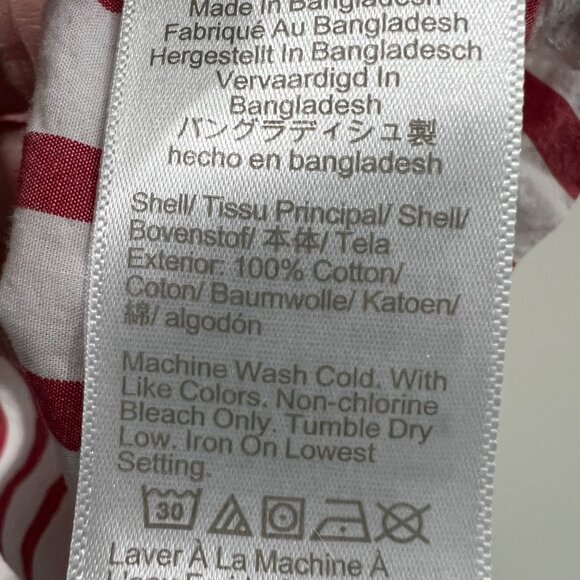 Made In Bangladesh
Fabriqué Au Bangladesh
Hergestellt In Bangladesch
Vervaardigd In
Bangladesh
バングラディシュ製
hecho en bangladesh
Shell/ Tissu Principal/ Shell/
Bovenstof/ 本体/ Tela
Exterior: 100% Cotton/
Coton/ Baumwolle/ Katoen/
綿/ algodón
Machine Wash Cold. With
Like Colors. Non-chlorine
Bleach Only. Tumble Dry
Low. Iron On Lowest
Setting.
30
Laver À La Machine À